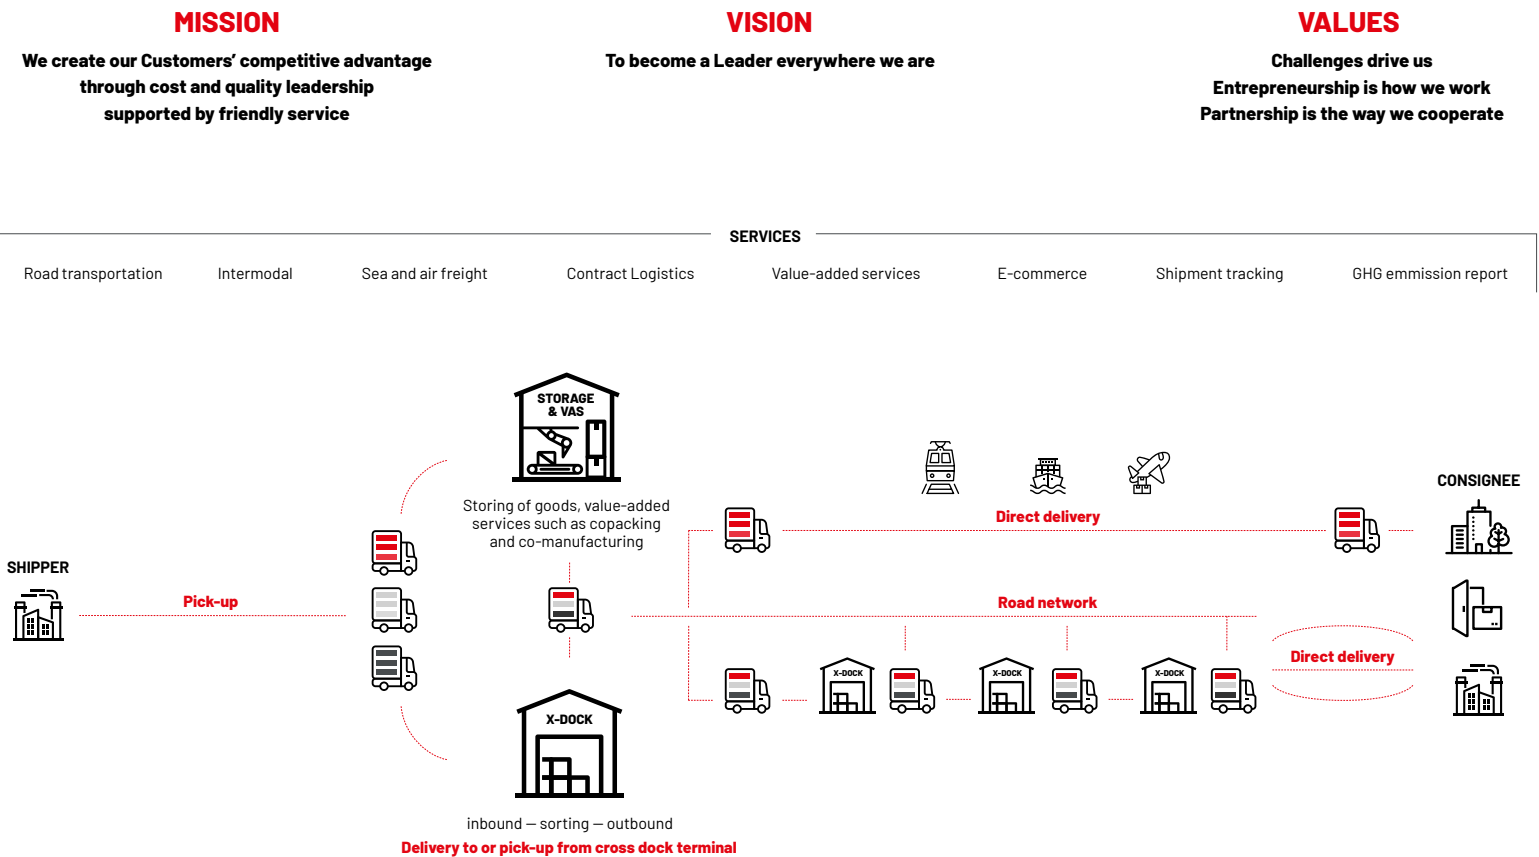 MISSION
We create our Customers’ competitive advantage
through cost and quality leadership
supported by friendly service
VISION
To become a Leader everywhere we are
VALUES
Challenges drive us
Entrepreneurship is how we work
Partnership is the way we cooperate
SERVICES
Road transportation
Intermodal
Sea and air freight
Contract Logistics
Value-added services
E-commerce
Shipment tracking
GHG emmission report
SHIPPER
Pick-up
STORAGE
& VAS
Storing of goods, value-added
services such as copacking
and co-manufacturing
X-DOCK
inbound — sorting — outbound
Delivery to or pick-up from cross dock terminal
Direct delivery
Road network
X-DOCK
X-DOCK
X-DOCK
Direct delivery
CONSIGNEE